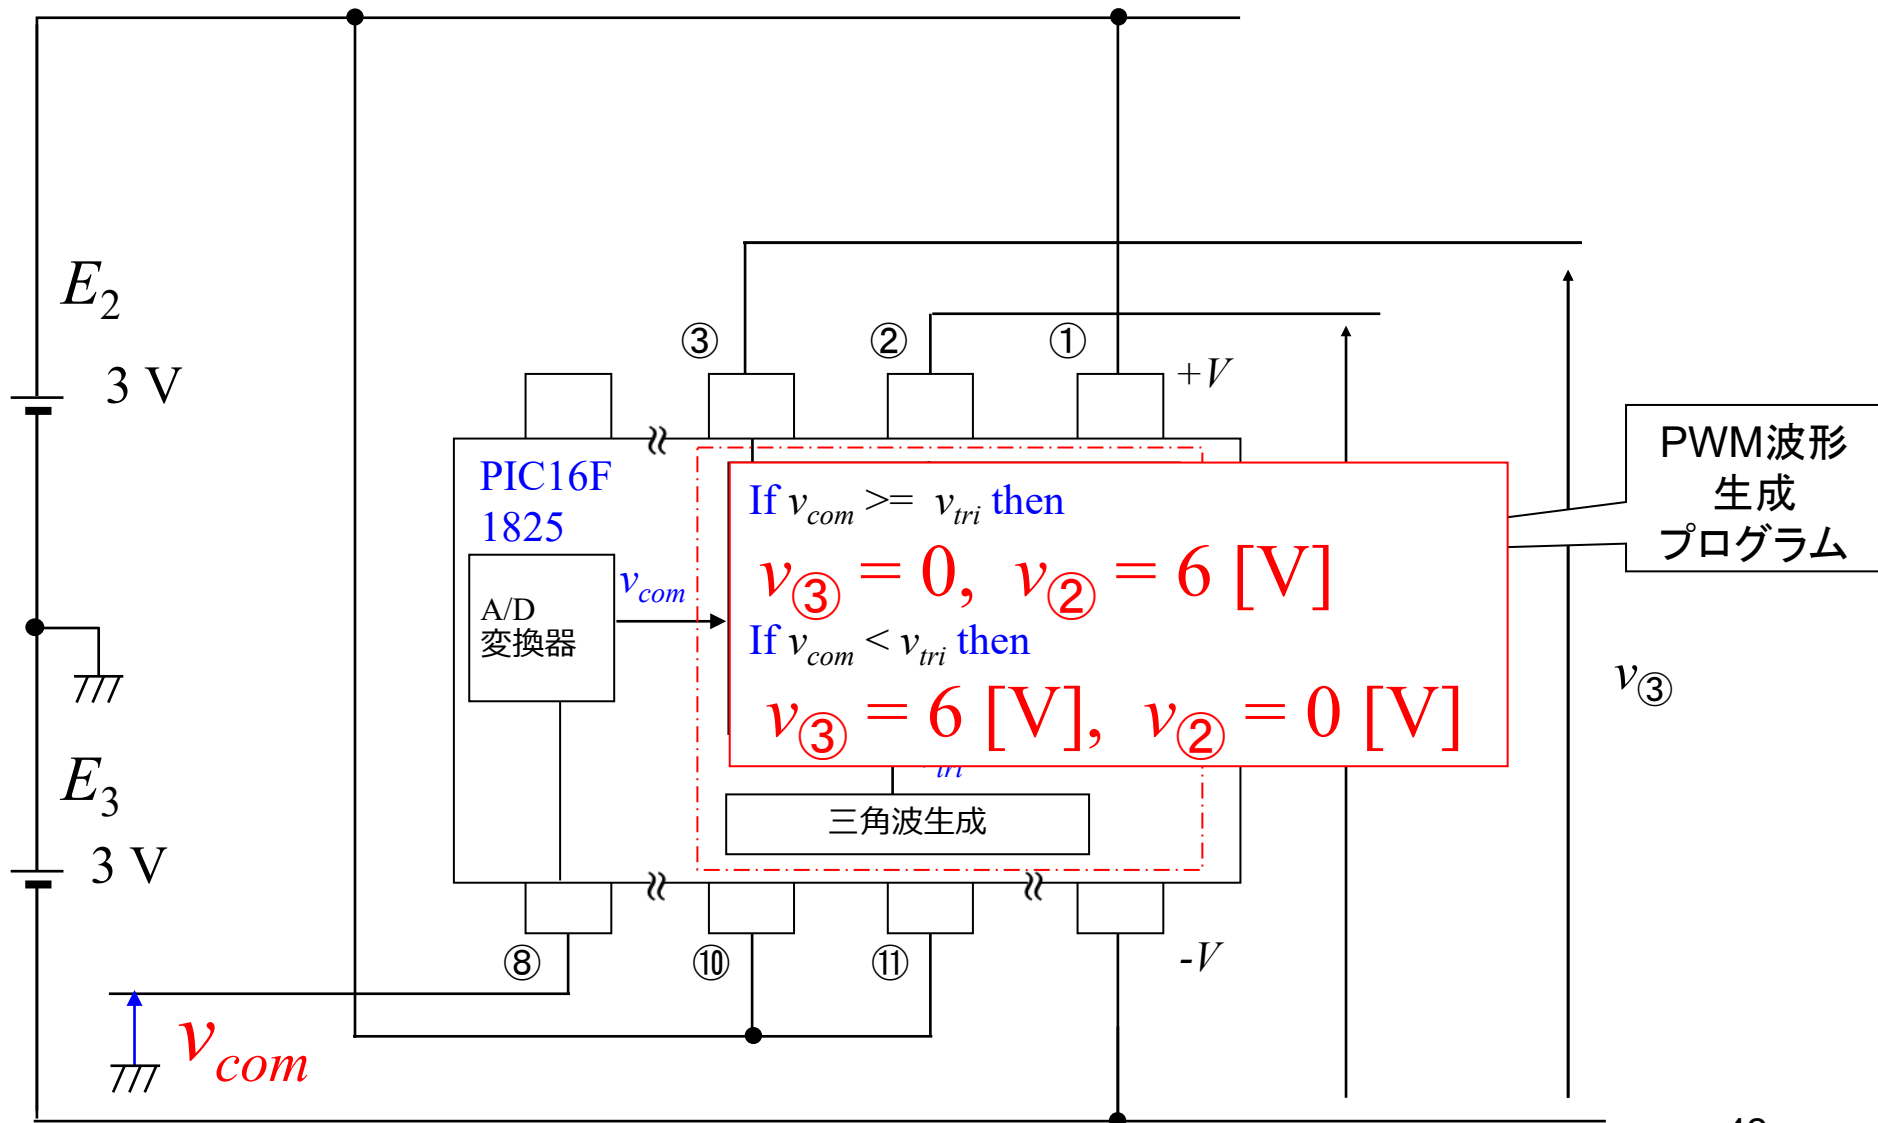 E2
3 V
③
②
①
+V
PIC16F
1825
If vcom >= vtri then
v③ = 0, v② = 6 [V]
If vcom < vtri then
v③ = 6 [V], v② = 0 [V]
PWM波形
生成
プログラム
vcom
A/D
変換器
v③
tri
三角波生成
E3
3 V
⑧
⑩
⑪
-V
vcom